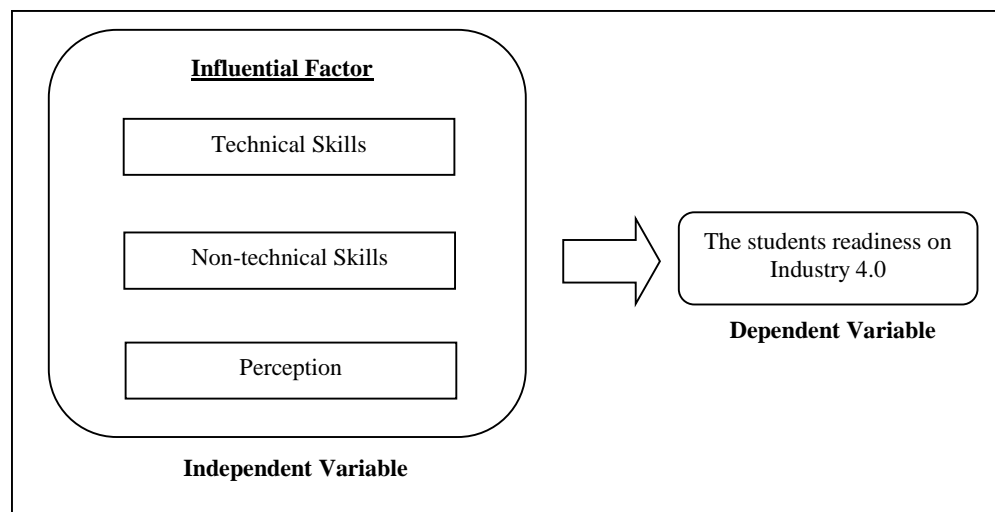 Influential Factor
Technical Skills
Non-technical Skills
Perception
Independent Variable
The students readiness on
Industry 4.0
Dependent Variable